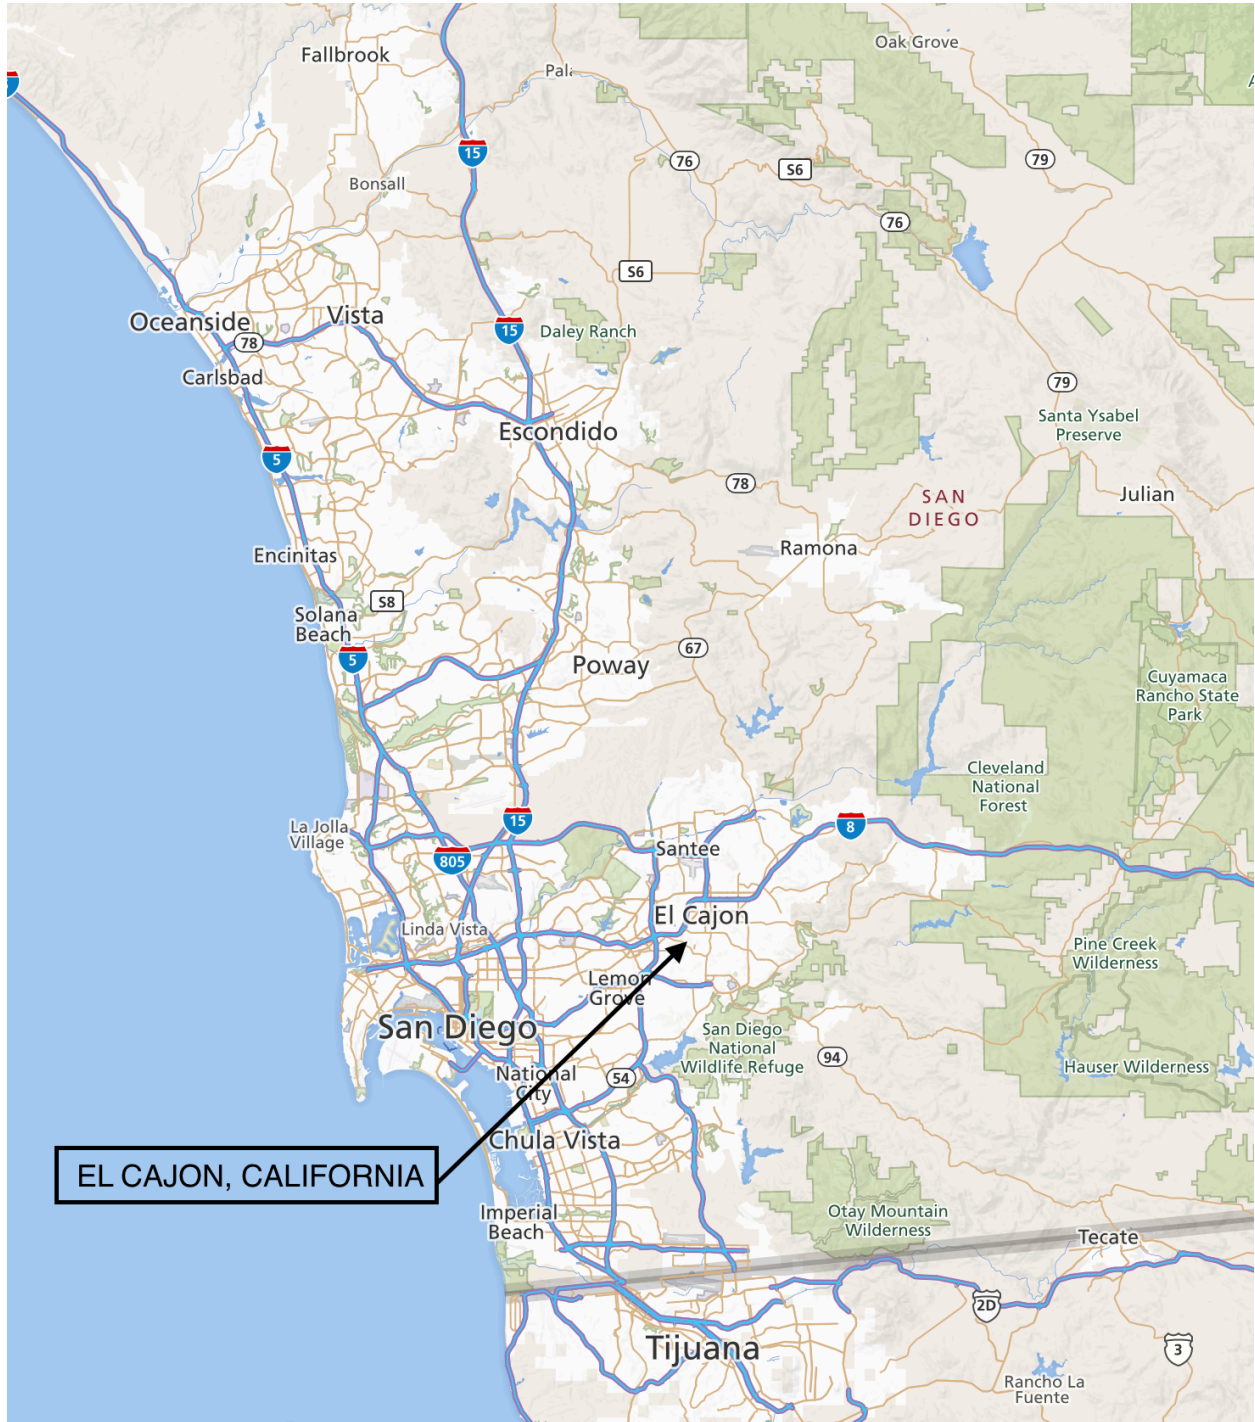 Oak Grove
Fallbrook
Pala
5
15
76
S6
79
Bonsall
76
S6
Oceanside
Vista
15
Daley Ranch
78
Carlsbad
79
Santa Ysabel
Preserve
Escondido
5
78
SAN
DIEGO
Julian
Encinitas
Ramona
S8
Solana
Beach
5
Poway
67
Cuyamaca
Rancho State
Park
Cleveland
National
Forest
La Jolla
Village
15
8
805
Santee
El Cajon
Linda Vista
Pine Creek
Wilderness
Lemon
Grove
San Diego
San Diego
National
Wildlife Refuge
94
Hauser Wilderness
National
City
54
Chula Vista
EL CAJON, CALIFORNIA
Imperial
Beach
Otay Mountain
Wilderness
Tecate
2D
Tijuana
3
Rancho La
Fuente